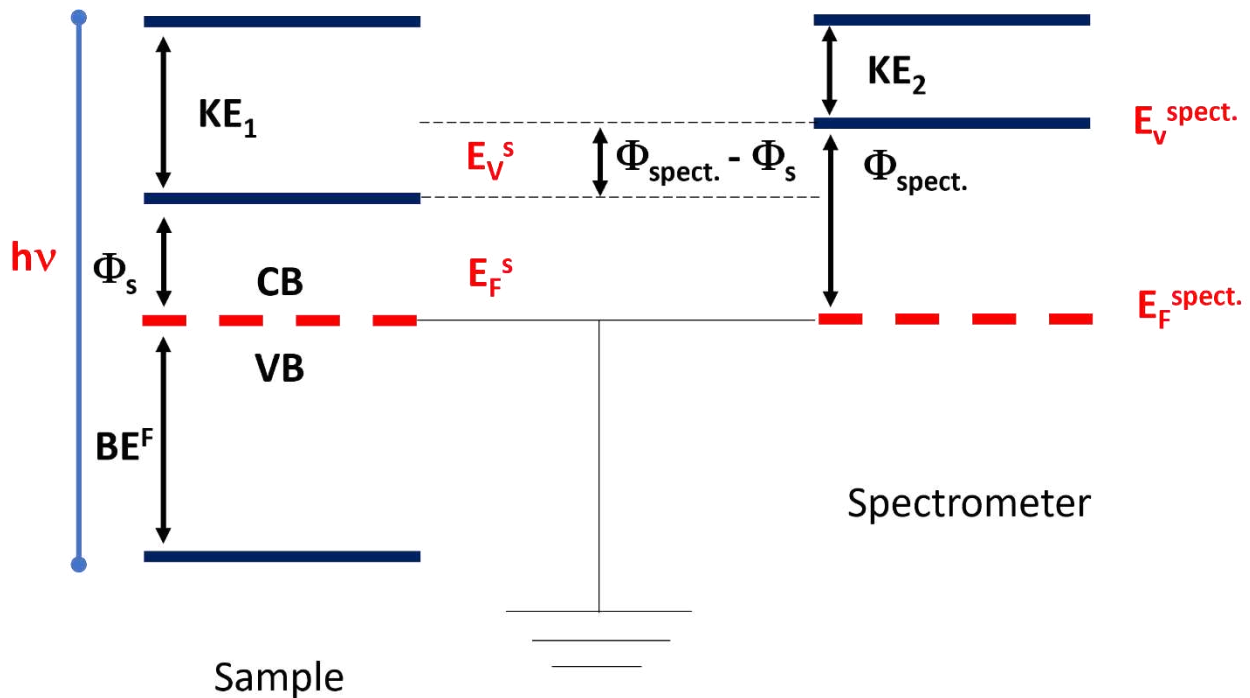 KE₁
KE₂
E_v^spect.
E_V^s
Φ_spect. - Φ_s
Φ_spect.
hν
Φ_s
CB
E_F^s
E_F^spect.
VB
BE^F
Spectrometer
Sample